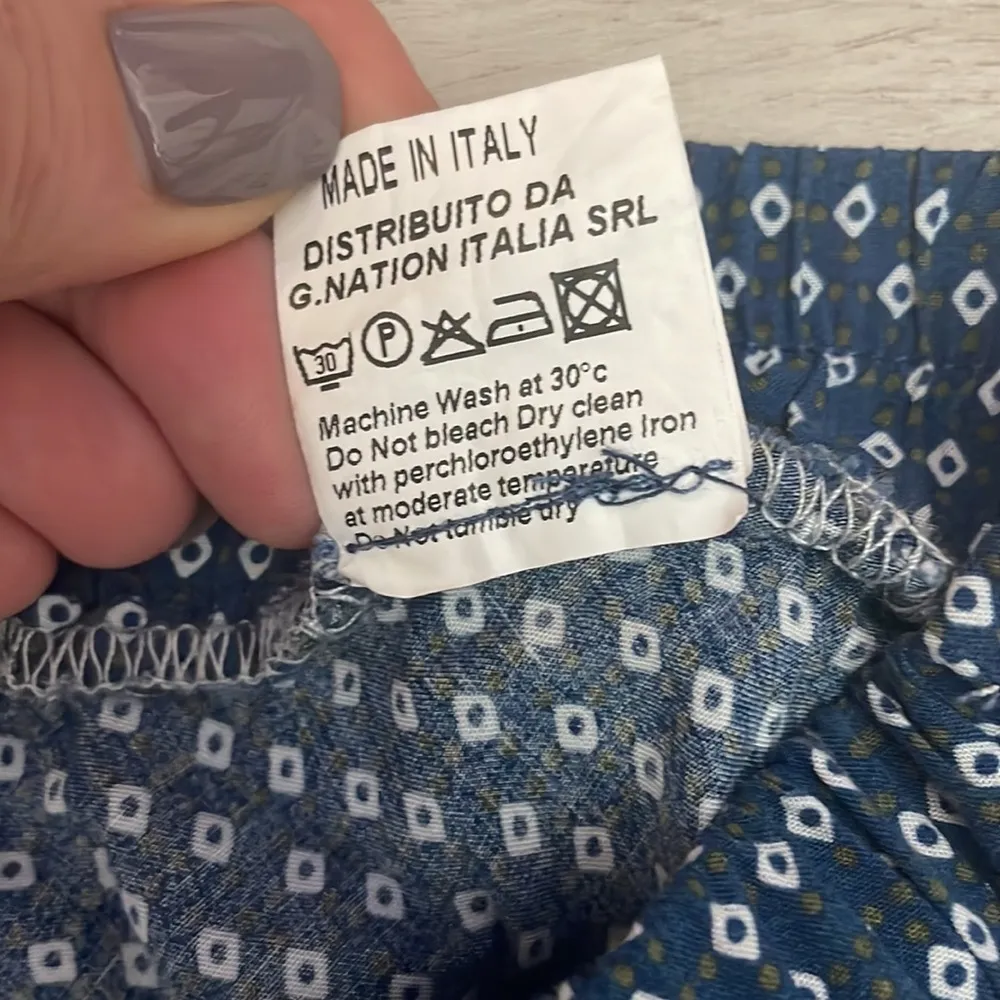 MADE IN ITALY
DISTRIBUITO DA
G.NATION ITALIA SRL
30 P
Machine Wash at 30°c
Do Not bleach Dry clean
with perchloroethylene Iron
at moderate temperature
Do Not tumble dry